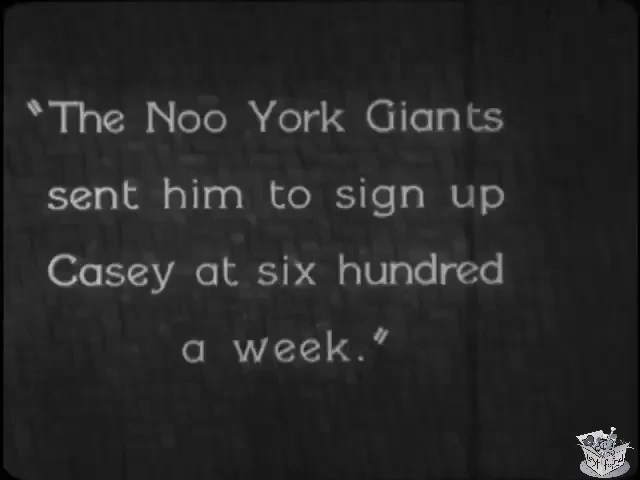 "The Noo York Giants
sent him to sign up
Casey at six hundred
a week."